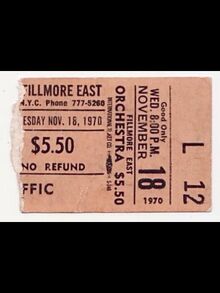 FILLMORE EAST
N.Y.C. Phone 777-5260
ESDAY NOV. 18, 1970
$5.50
NO REFUND
FFIC
ORCHESTRA $5.50
FILLMORE EAST
NOVEMBER
WED. 8:00 P.M.
Good Only
18
1970
L
12